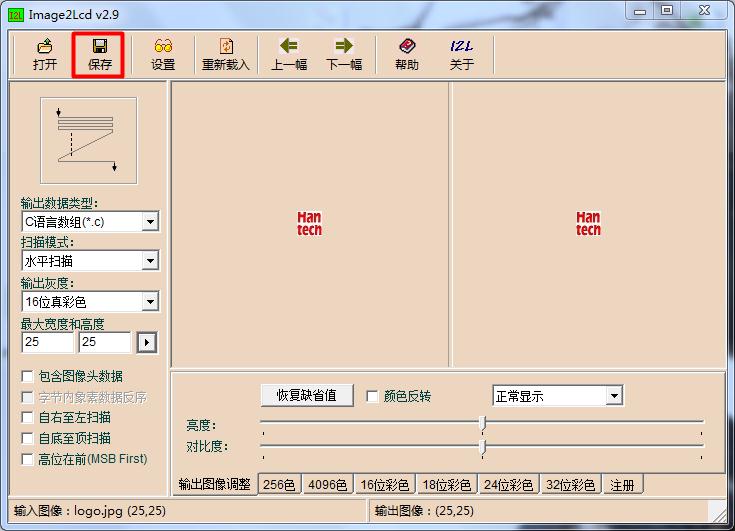 I2L Image2Lcd v2.9
打开 保存 设置 重新载入 上一幅 下一幅 帮助 I2L 关于
输出数据类型:
C语言数组(*.c)
扫描模式:
水平扫描
输出灰度:
16位真彩色
最大宽度和高度
25 25
包含图像头数据
字节内象素数据反序
自右至左扫描
自底至顶扫描
高位在前(MSB First)
Han
tech
Han
tech
恢复缺省值 颜色反转 正常显示
亮度:
对比度:
输出图像调整 256色 4096色 16位彩色 18位彩色 24位彩色 32位彩色 注册
输入图像: logo.jpg (25,25) 输出图像: (25,25)